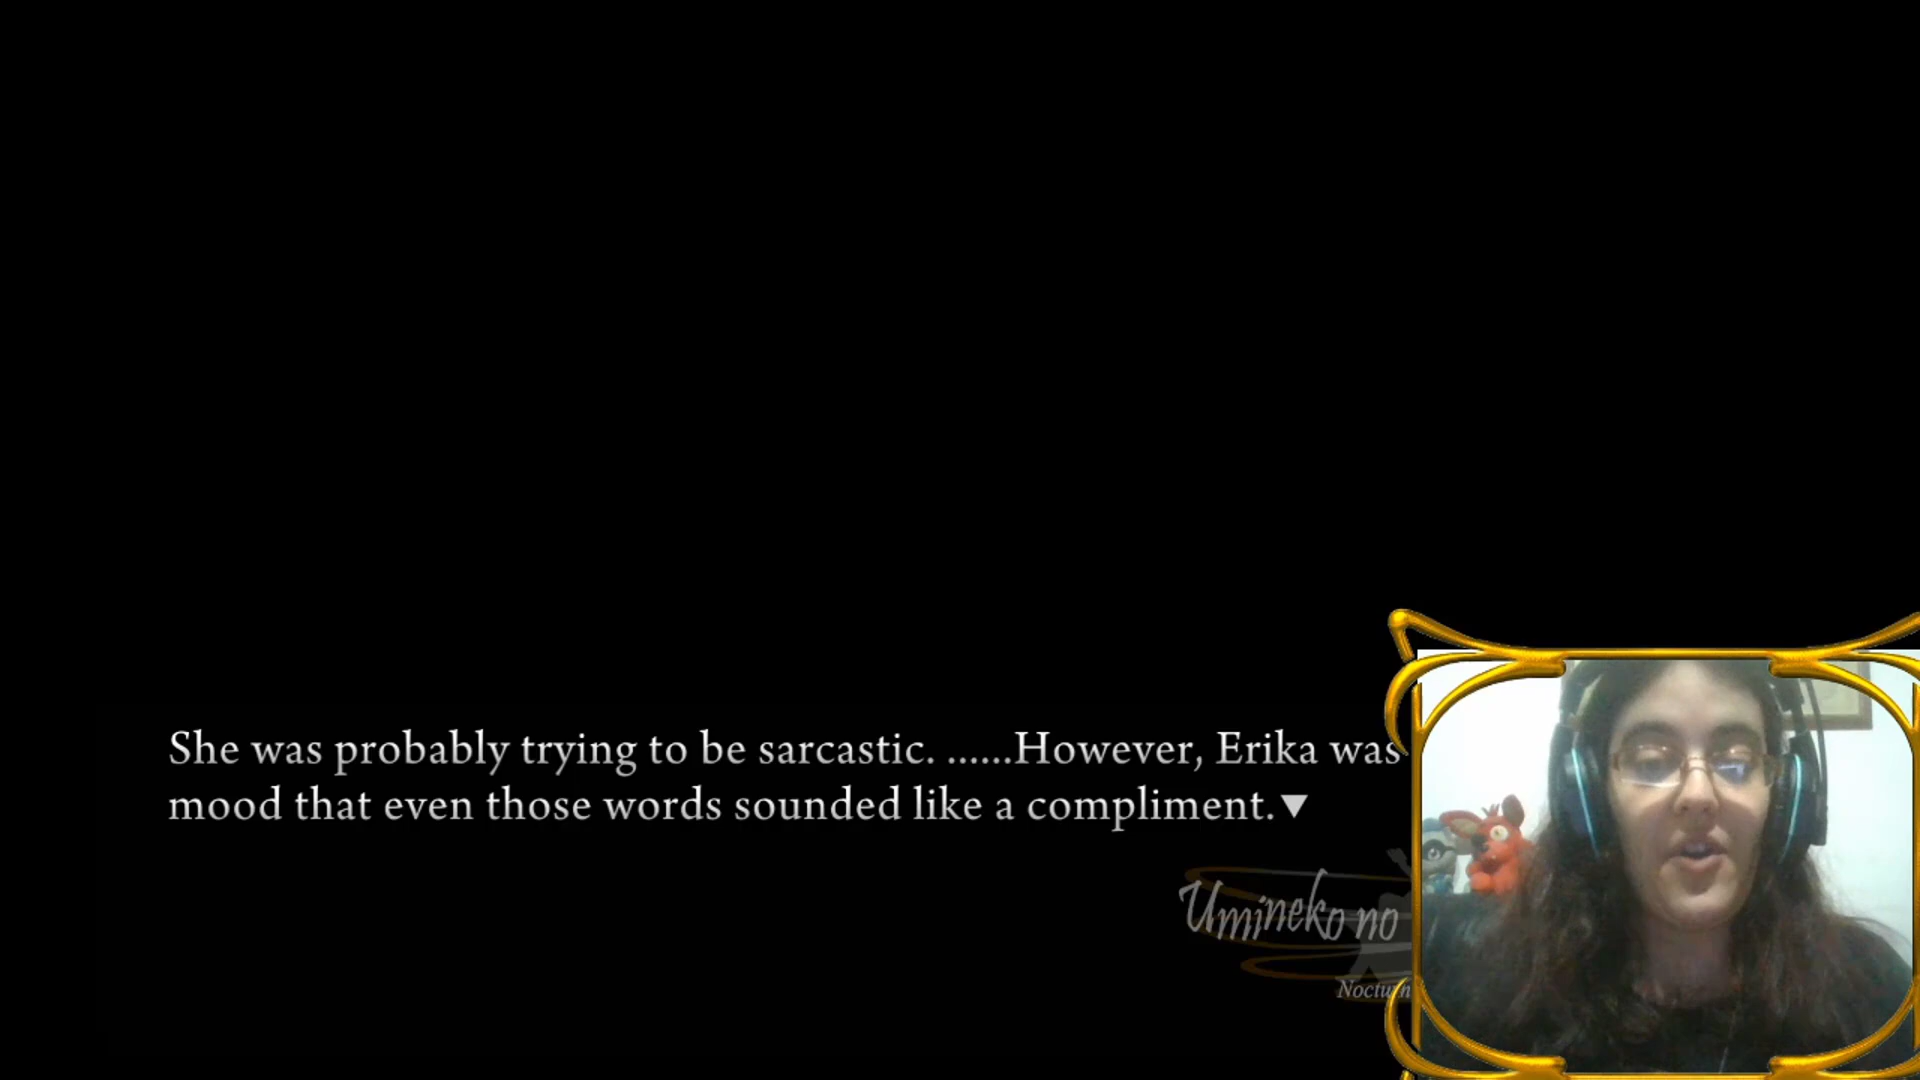 She was probably trying to be sarcastic. ......However, Erika was
mood that even those words sounded like a compliment.▼
Umineko no
Nocturn